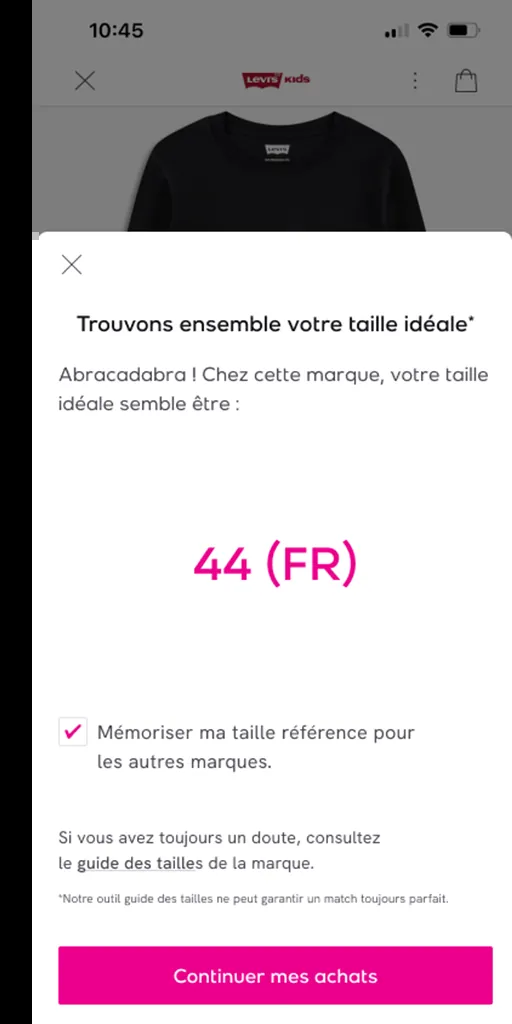 10:45
Levi's KIDS
Levi's
Trouvons ensemble votre taille idéale*
Abracadabra ! Chez cette marque, votre taille
idéale semble être :
44 (FR)
Mémoriser ma taille référence pour
les autres marques.
Si vous avez toujours un doute, consultez
le guide des tailles de la marque.
*Notre outil guide des tailles ne peut garantir un match toujours parfait.
Continuer mes achats